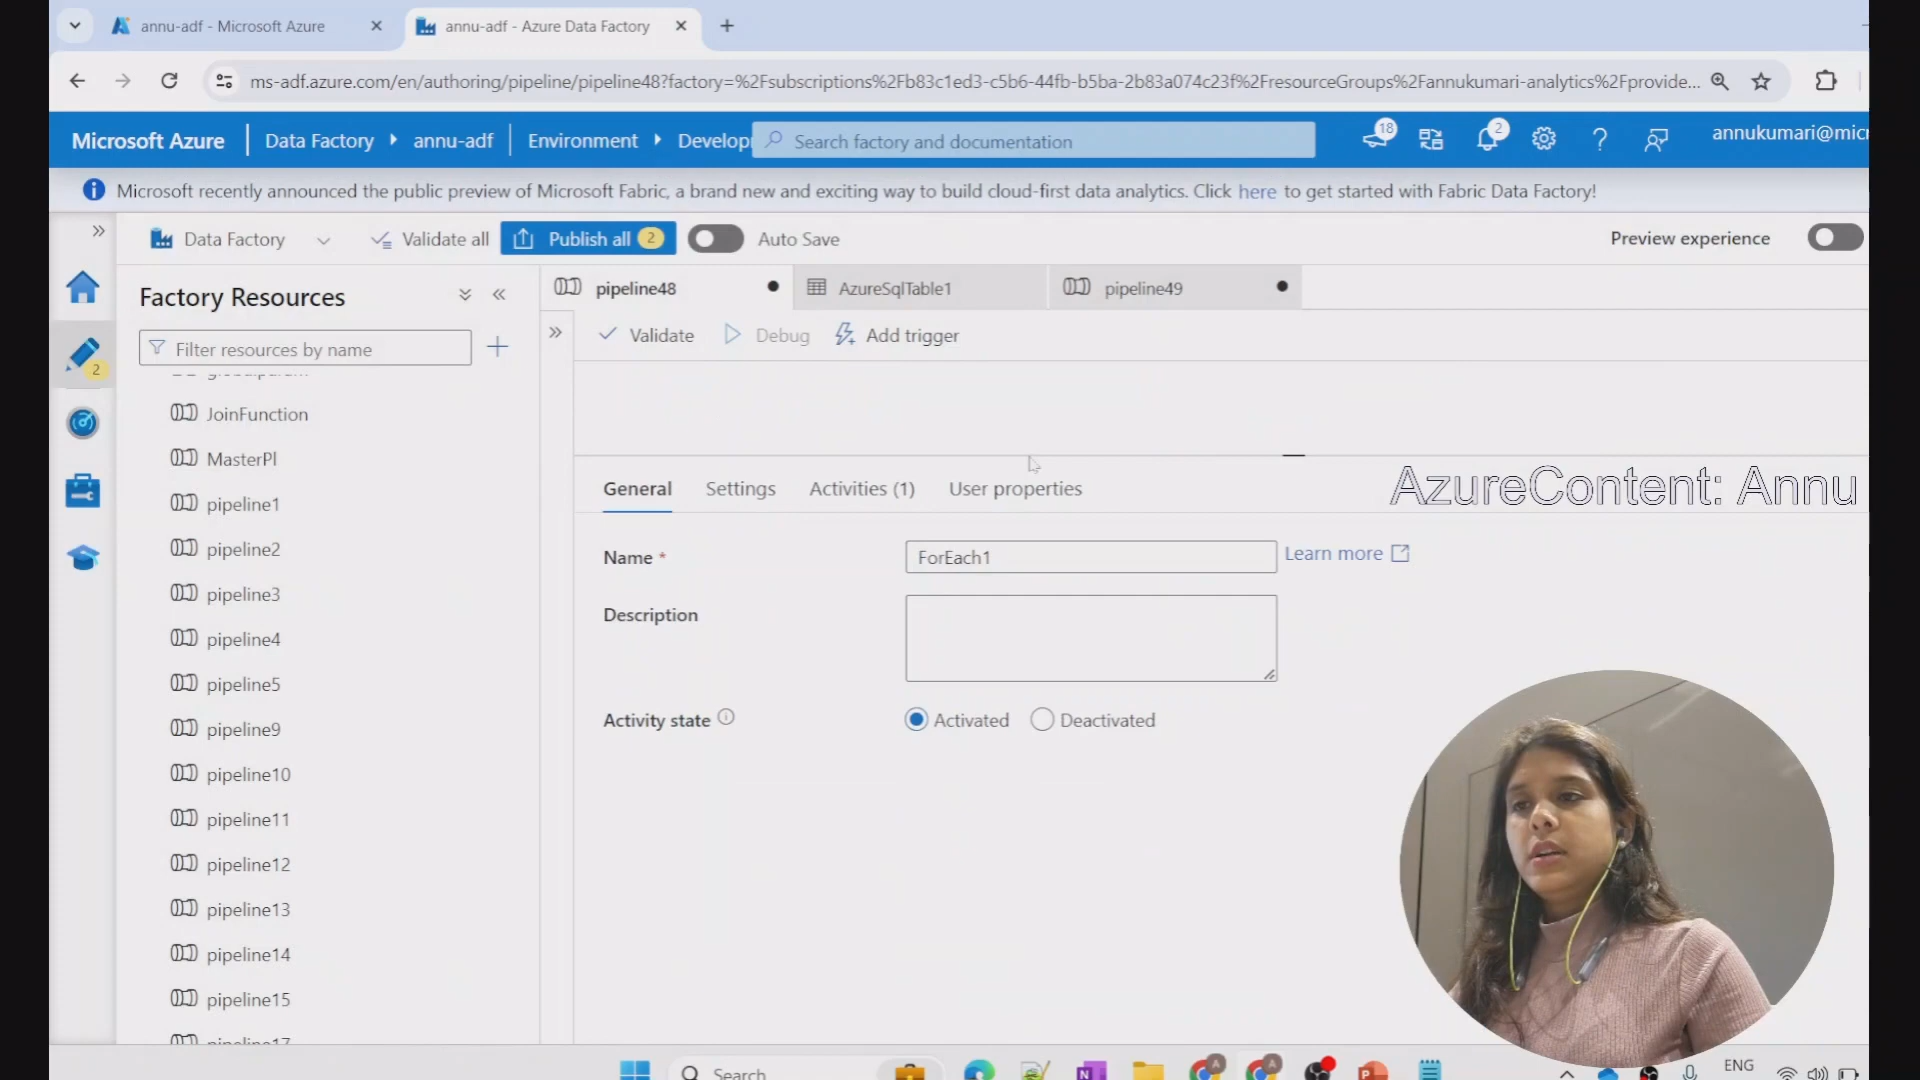 annu-adf - Microsoft Azure
annu-adf - Azure Data Factory
ms-adf.azure.com/en/authoring/pipeline/pipeline48?factory=%2Fsubscriptions%2Fb83c1ed3-c5b6-44fb-b5ba-2b83a074c23f%2FresourceGroups%2Fannukumari-analytics%2Fprovide...
Microsoft Azure
Data Factory
annu-adf
Environment
Develop
Search factory and documentation
18
2
annukumari@mic
Microsoft recently announced the public preview of Microsoft Fabric, a brand new and exciting way to build cloud-first data analytics. Click here to get started with Fabric Data Factory!
Data Factory
Validate all
Publish all 2
Auto Save
Preview experience
Factory Resources
pipeline48
AzureSqlTable1
pipeline49
Filter resources by name
Validate
Debug
Add trigger
2
JoinFunction
MasterPl
pipeline1
pipeline2
pipeline3
pipeline4
pipeline5
pipeline9
pipeline10
pipeline11
pipeline12
pipeline13
pipeline14
pipeline15
General
Settings
Activities (1)
User properties
AzureContent: Annu
Name *
ForEach1
Learn more
Description
Activity state
Activated
Deactivated
Search
ENG